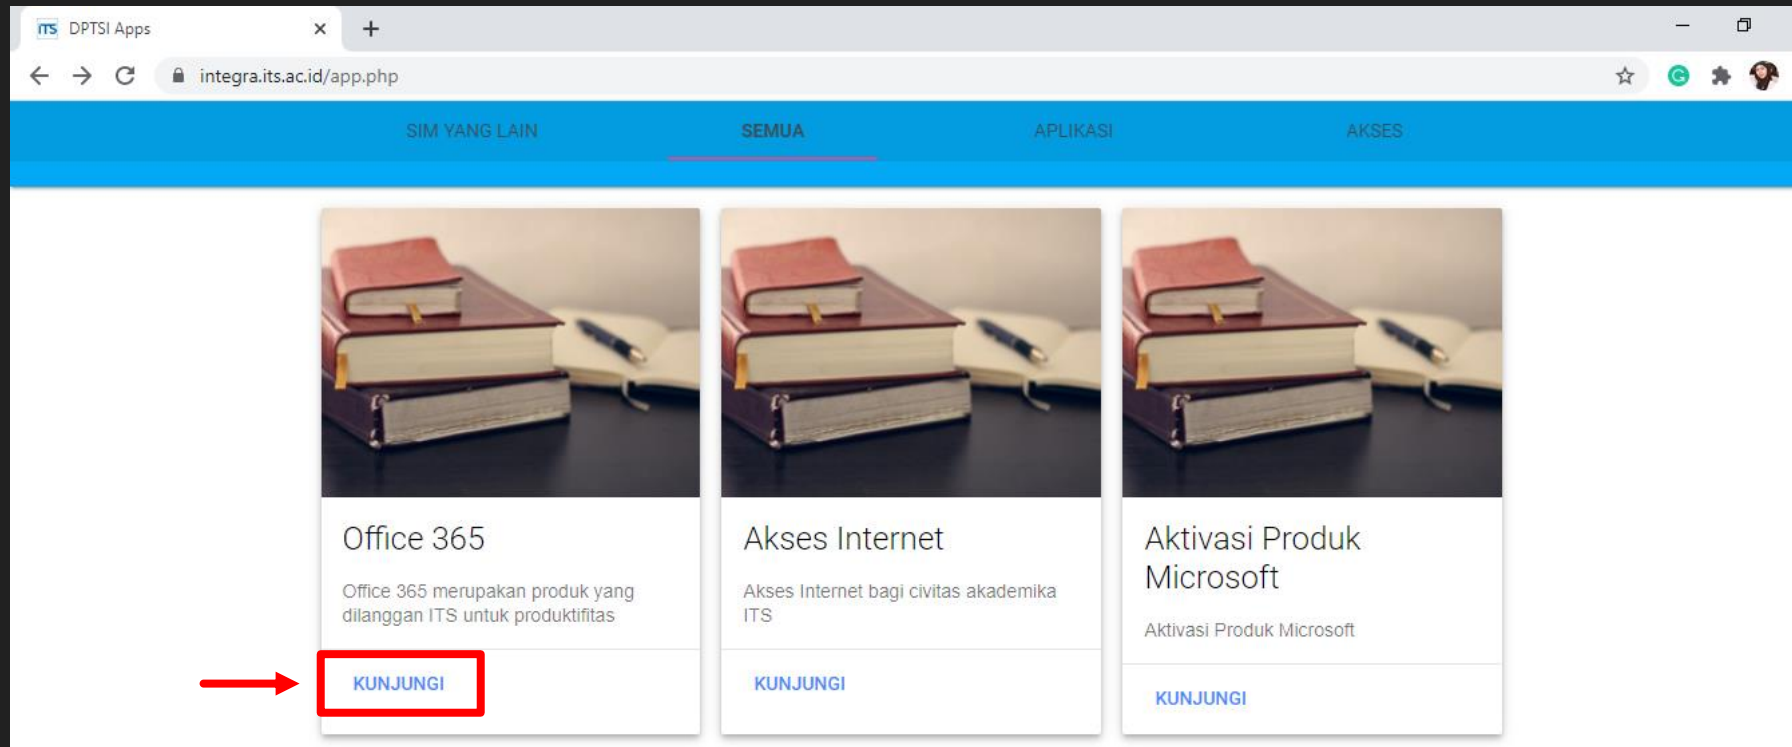 ITS DPTSI Apps
integra.its.ac.id/app.php
SIM YANG LAIN SEMUA APLIKASI AKSES
Office 365
Office 365 merupakan produk yang
dilanggan ITS untuk produktifitas
KUNJUNGI
Akses Internet
Akses Internet bagi civitas akademika
ITS
KUNJUNGI
Aktivasi Produk
Microsoft
Aktivasi Produk Microsoft
KUNJUNGI